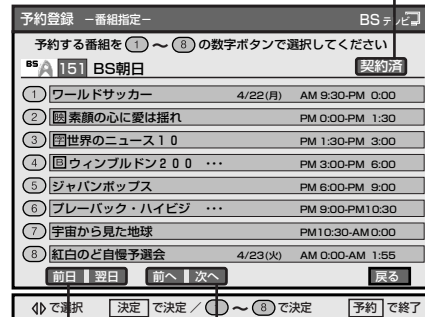 予約登録 －番組指定－ BSテレビ
予約する番組を① ～ ⑧の数字ボタンで選択してください
BS A 151 BS朝日 契約済
① ワールドサッカー 4/22(月) AM 9:30-PM 0:00
② 映素顔の心に愛は揺れ PM 0:00-PM 1:30
③ 字世界のニュース10 PM 1:30-PM 3:00
④ 回ウィンブルドン200 … PM 3:00-PM 6:00
⑤ ジャパンポップス PM 6:00-PM 9:00
⑥ プレーバック・ハイビジ … PM 9:00-PM10:30
⑦ 宇宙から見た地球 PM10:30-AM 0:00
⑧ 紅白のど自慢予選会 4/23(火) AM 0:00-AM 1:55
前日 翌日 前へ 次へ 戻る
で選択 決定 で決定／① ～ ⑧ で決定 予約 で終了